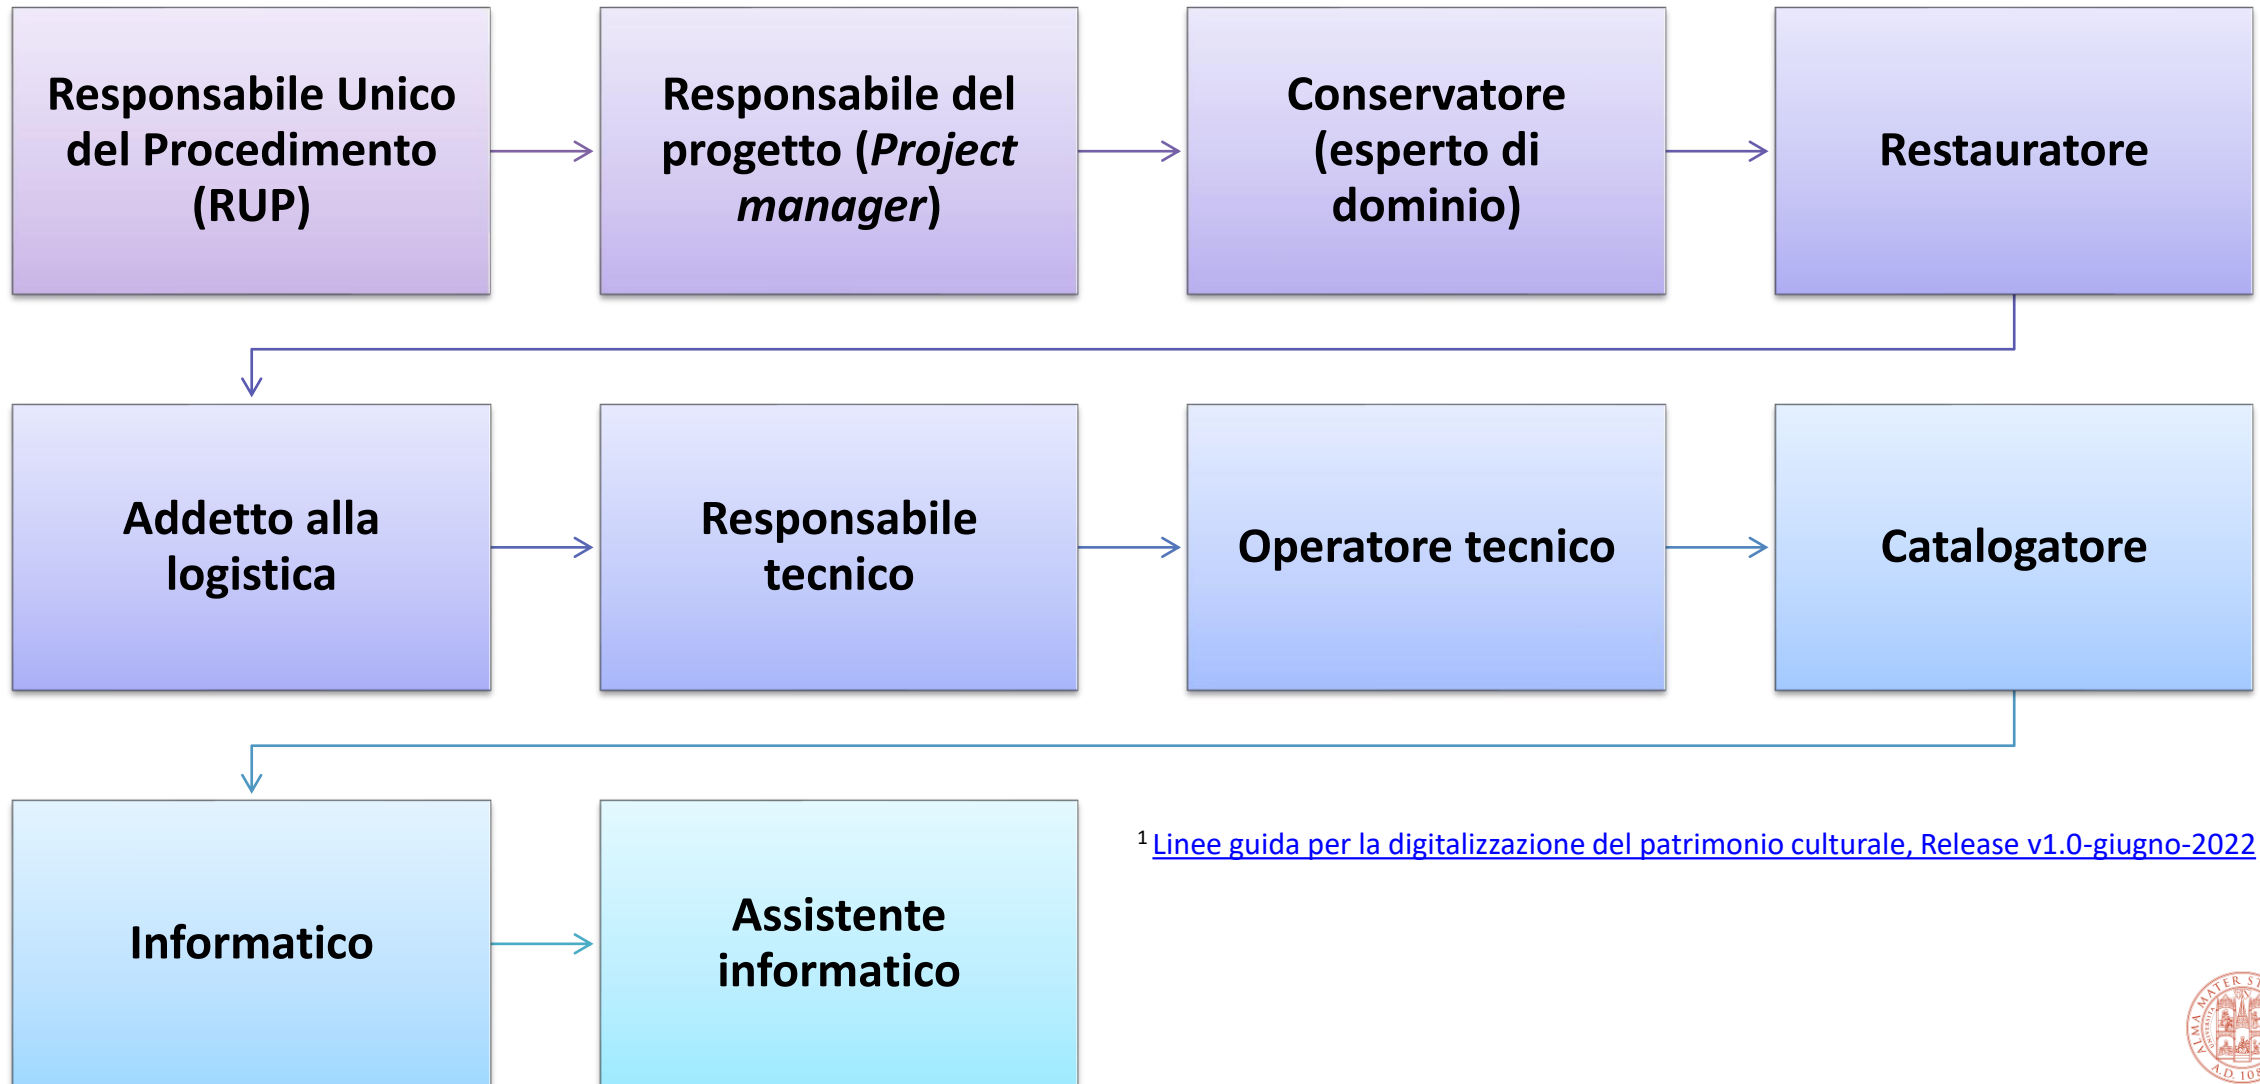 Responsabile Unico
del Procedimento
(RUP)
Responsabile del
progetto (Project
manager)
Conservatore
(esperto di
dominio)
Restauratore
Addetto alla
logistica
Responsabile
tecnico
Operatore tecnico
Catalogatore
Informatico
Assistente
informatico
1 Linee guida per la digitalizzazione del patrimonio culturale, Release v1.0-giugno-2022
ALMA MATER
A.D.